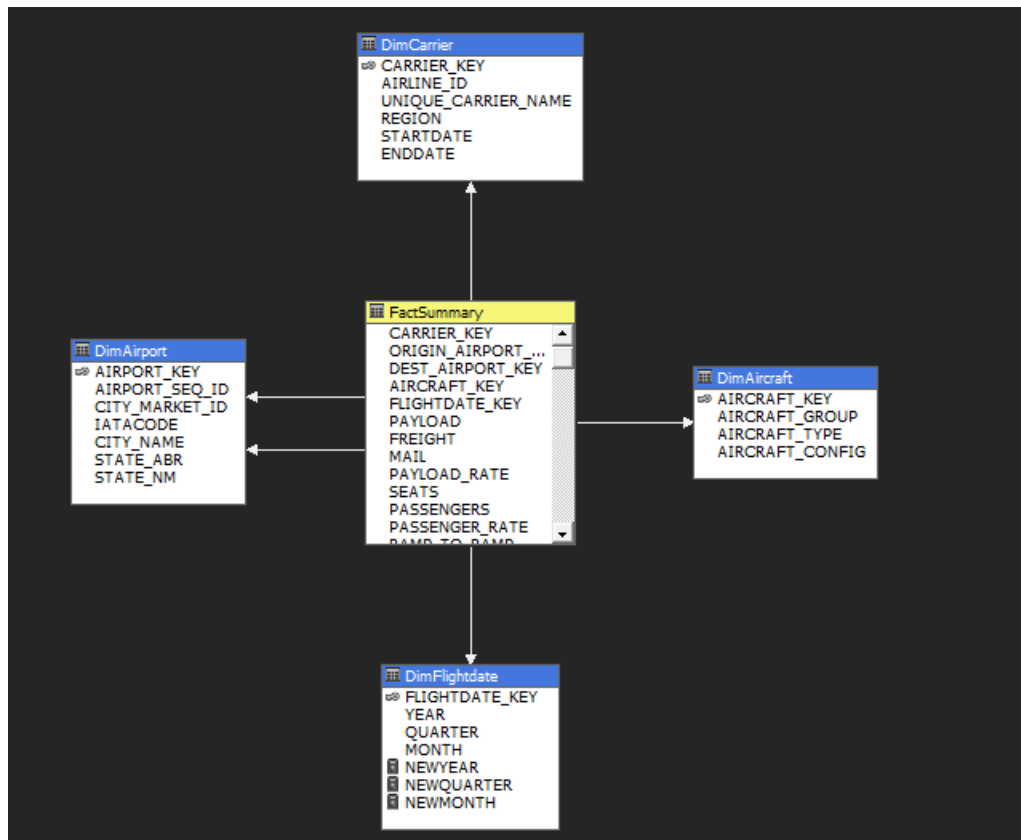 DimCarrier
CARRIER_KEY
AIRLINE_ID
UNIQUE_CARRIER_NAME
REGION
STARTDATE
ENDDATE
FactSummary
CARRIER_KEY
ORIGIN_AIRPORT_...
DEST_AIRPORT_KEY
AIRCRAFT_KEY
FLIGHTDATE_KEY
PAYLOAD
FREIGHT
MAIL
PAYLOAD_RATE
SEATS
PASSENGERS
PASSENGER_RATE
RAMP_TO_RAMP
DimAirport
AIRPORT_KEY
AIRPORT_SEQ_ID
CITY_MARKET_ID
IATACODE
CITY_NAME
STATE_ABR
STATE_NM
DimAircraft
AIRCRAFT_KEY
AIRCRAFT_GROUP
AIRCRAFT_TYPE
AIRCRAFT_CONFIG
DimFlightdate
FLIGHTDATE_KEY
YEAR
QUARTER
MONTH
NEWYEAR
NEWQUARTER
NEWMONTH